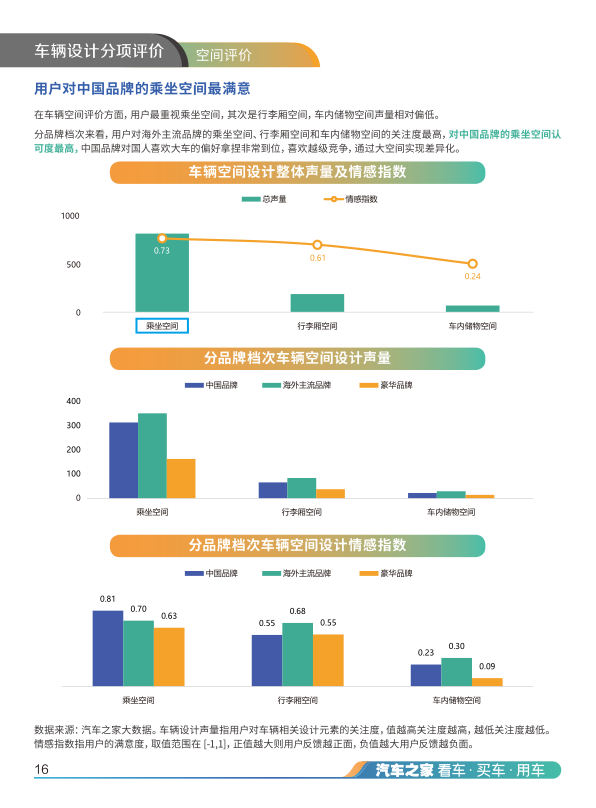 车辆设计分项评价
空间评价
用户对中国品牌的乘坐空间最满意
在车辆空间评价方面，用户最重视乘坐空间，其次是行李厢空间，车内储物空间声量相对偏低。
分品牌档次来看，用户对海外主流品牌的乘坐空间、行李厢空间和车内储物空间的关注度最高，对中国品牌的乘坐空间认
可度最高，中国品牌对国人喜欢大车的偏好拿捏非常到位，喜欢越级竞争，通过大空间实现差异化。
车辆空间设计整体声量及情感指数
总声量 情感指数
1000
500
0
0.73
0.61
0.24
乘坐空间 行李厢空间 车内储物空间
分品牌档次车辆空间设计声量
中国品牌 海外主流品牌 豪华品牌
400
300
200
100
0
乘坐空间 行李厢空间 车内储物空间
分品牌档次车辆空间设计情感指数
中国品牌 海外主流品牌 豪华品牌
0.81 0.70 0.63
0.55 0.68 0.55
0.23 0.30 0.09
乘坐空间 行李厢空间 车内储物空间
数据来源：汽车之家大数据。车辆设计声量指用户对车辆相关设计元素的关注度，值越高关注度越高，越低关注度越低。
情感指数指用户的满意度，取值范围在 [-1,1]，正值越大则用户反馈越正面，负值越大用户反馈越负面。
16
汽车之家 看车·买车·用车